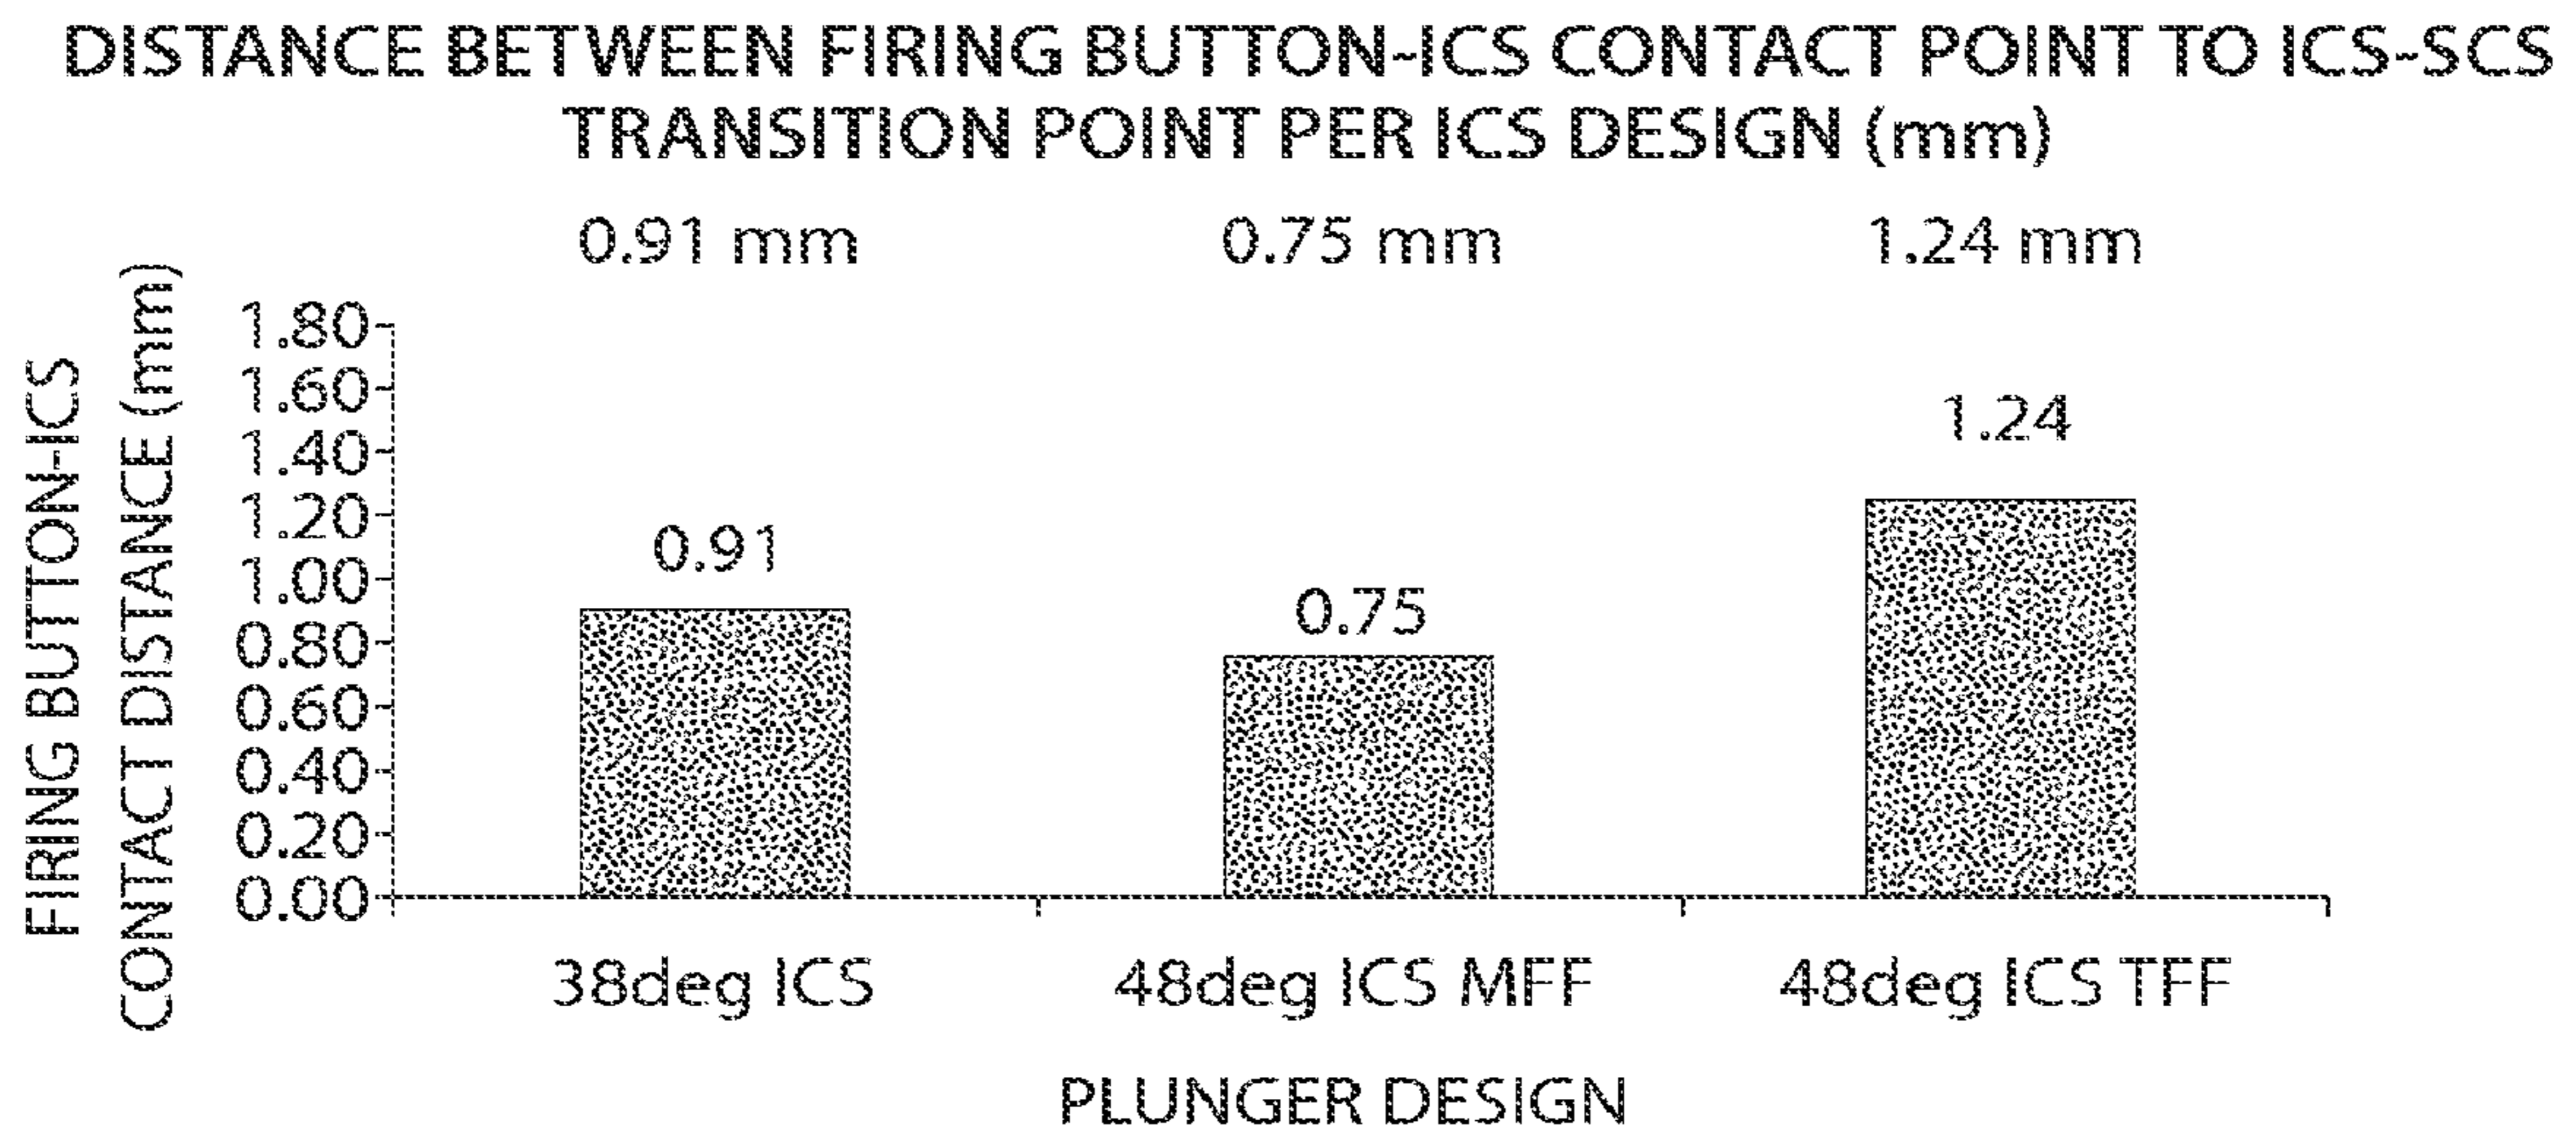 DISTANCE BETWEEN FIRING BUTTON-ICS CONTACT POINT TO ICS-SCS
TRANSITION POINT PER ICS DESIGN (mm)
0.91 mm
0.75 mm
1.24 mm
FIRING BUTTON-ICS
CONTACT DISTANCE (mm)
1.80
1.60
1.40
1.20
1.00
0.80
0.60
0.40
0.20
0.00
0.91
0.75
1.24
38deg ICS
48deg ICS MFF
48deg ICS TFF
PLUNGER DESIGN